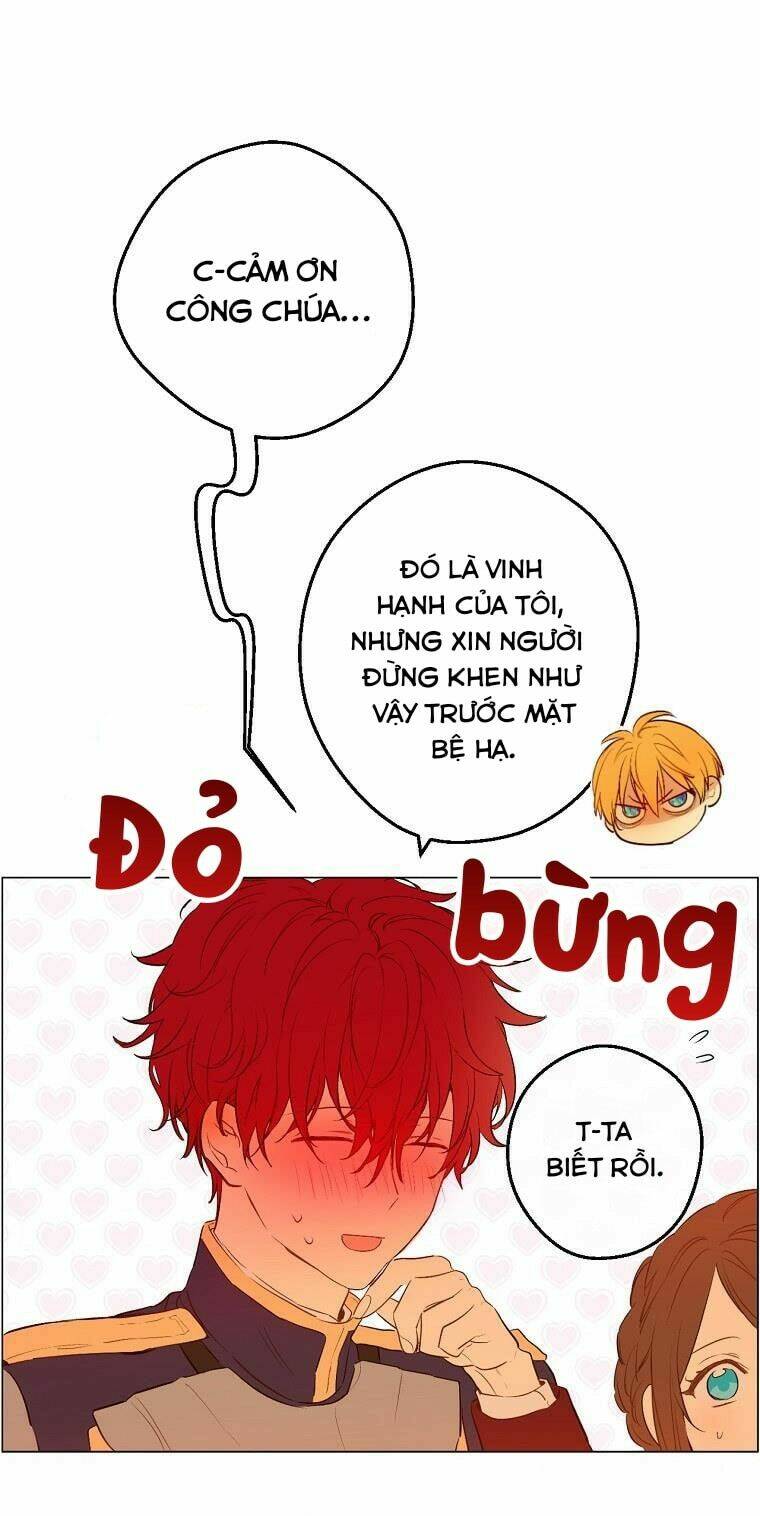 C-CẢM ƠN
CÔNG CHÚA...
ĐÓ LÀ VINH
HẠNH CỦA TÔI,
NHƯNG XIN NGƯỜI
ĐỪNG KHEN NHƯ
VẬY TRƯỚC MẶT
BỆ HẠ.
Đỏ
bừng
T-TA
BIẾT RỒI.